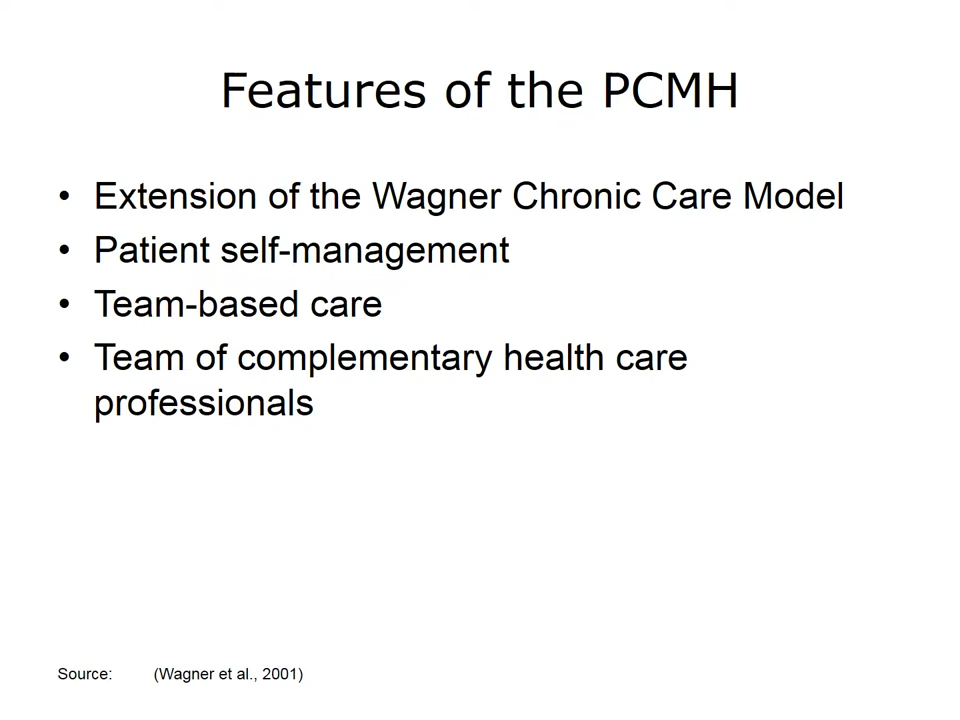 Features of the PCMH
• Extension of the Wagner Chronic Care Model
• Patient self-management
• Team-based care
• Team of complementary health care
professionals
Source: (Wagner et al., 2001)